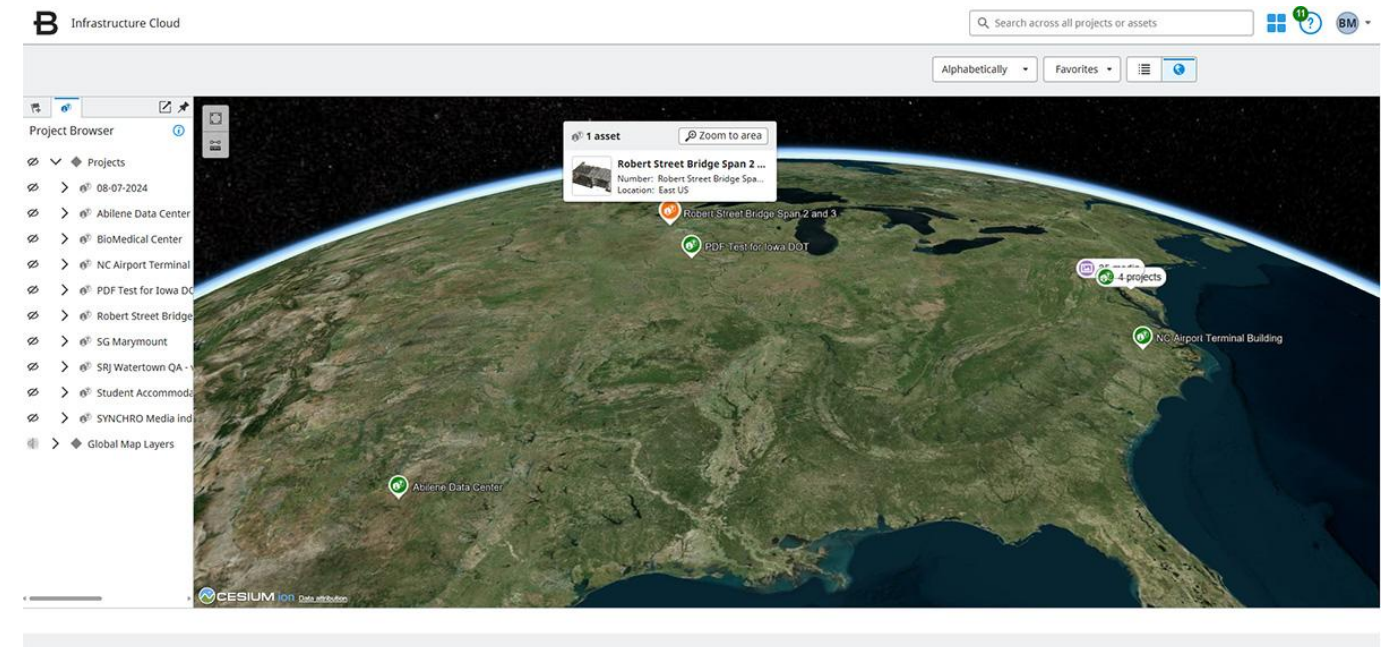 B Infrastructure Cloud
Search across all projects or assets
11
?
BM
Alphabetically
Favorites
Project Browser
Projects
08-07-2024
Abilene Data Center
BioMedical Center
NC Airport Terminal
PDF Test for Iowa DO
Robert Street Bridge
SG Marymount
SRJ Watertown QA -
Student Accommoda
SYNCHRO Media ind
Global Map Layers
1 asset
Zoom to area
Robert Street Bridge Span 2 ...
Number: Robert Street Bridge Spa...
Location: East US
Robert Street Bridge Span 2 and 3
PDF Test for Iowa DOT
4 projects
NC Airport Terminal Building
Abilene Data Center
CESIUM ion Data attribution